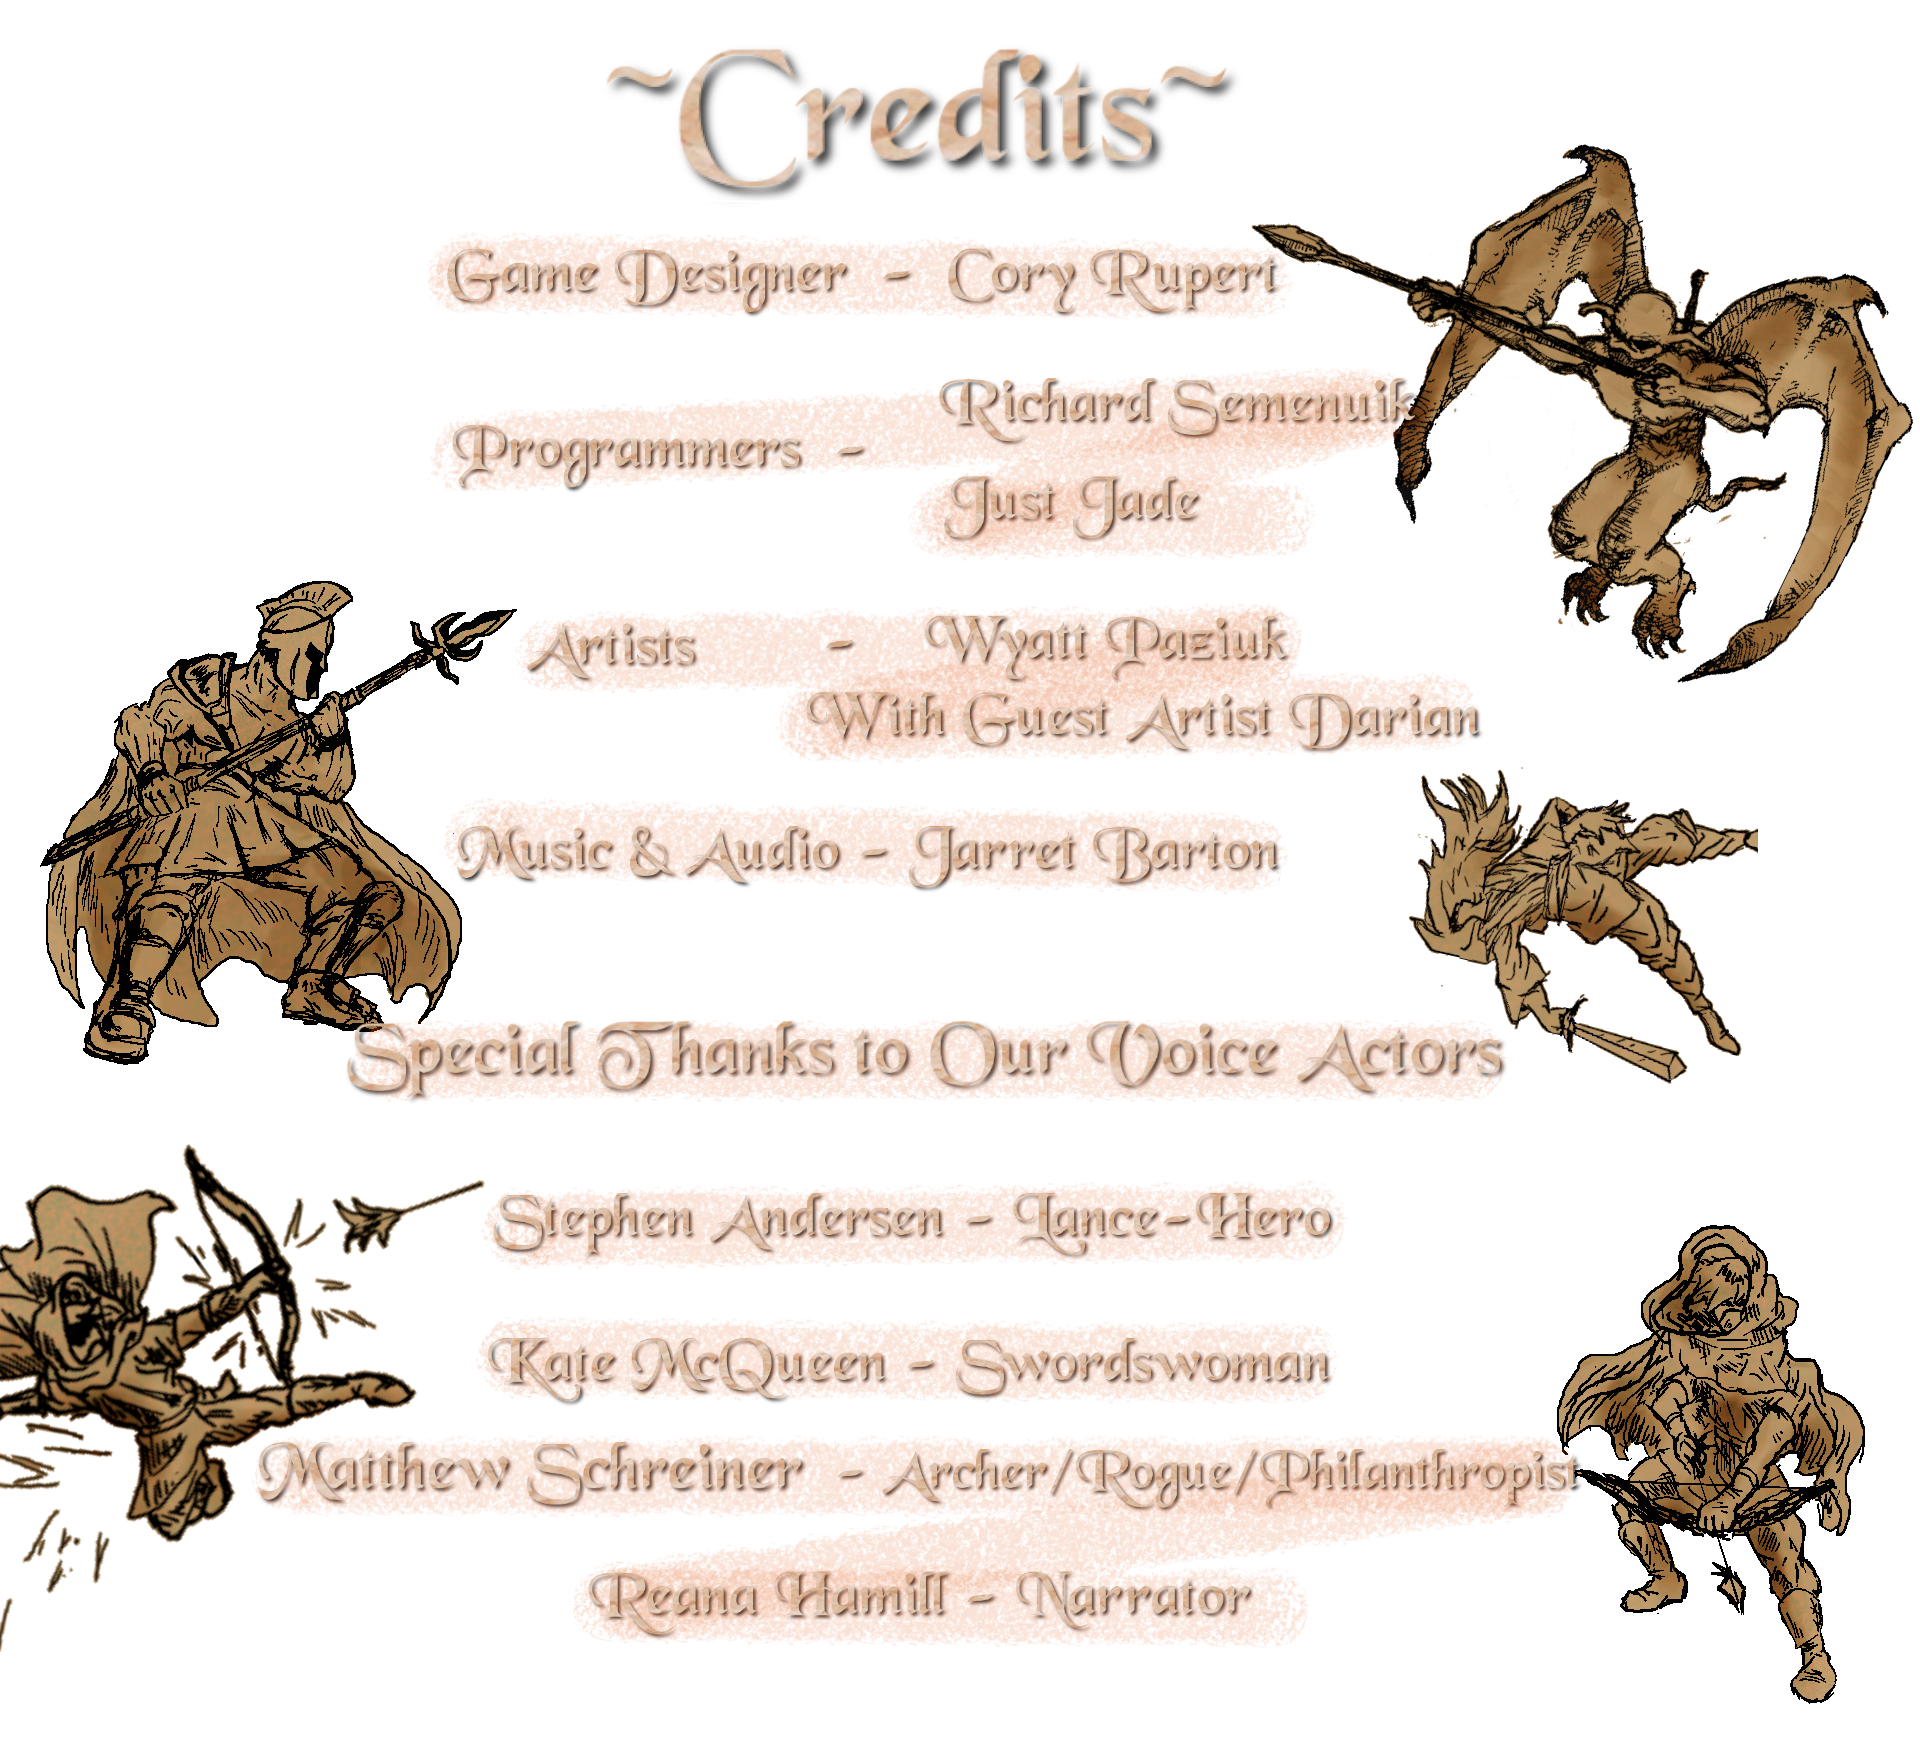 ~Credits~
Game Designer - Cory Rupert
Richard Semenuik
Programmers -
Just Jade
Artists - Wyatt Paziuk
With Guest Artist Darian
Music & Audio - Jarret Barton
Special Thanks to Our Voice Actors
Stephen Andersen - Lance-Hero
Kate McQueen - Swordswoman
Matthew Schreiner - Archer/Rogue/Philanthropist
Reana Hamill - Narrator